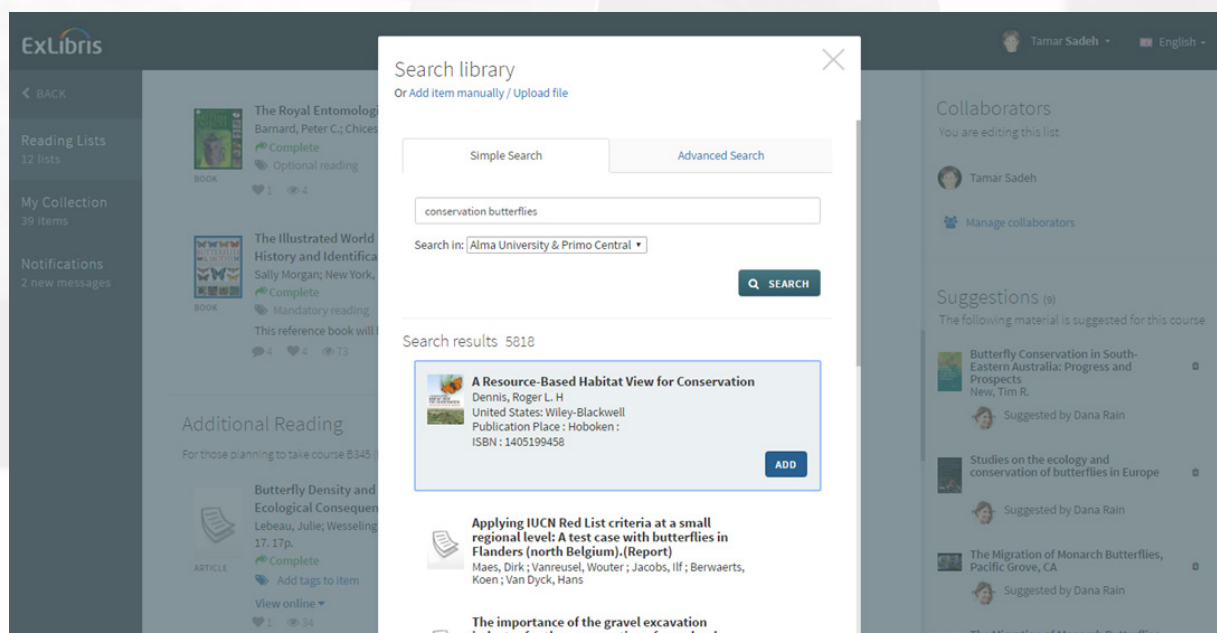 ExLibris
Tamar Sadeh
English
BACK
Reading Lists
12 lists
My Collection
39 items
Notifications
2 new messages
The Royal Entomologi
Barnard, Peter C.; Chices
Complete
Optional reading
BOOK
1 4
The Illustrated World
History and Identifica
Sally Morgan; New York,
Complete
BOOK
Mandatory reading
This reference book will
4 4 73
Additional Reading
For those planning to take course B345
Butterfly Density and
Ecological Consequen
Lebeau, Julie; Wesseling
17. 17p.
Complete
ARTICLE
Add tags to item
View online
1 34
Search library
Or Add item manually / Upload file
Simple Search
Advanced Search
conservation butterflies
Search in: Alma University & Primo Central
SEARCH
Search results 5818
A Resource-Based Habitat View for Conservation
Dennis, Roger L. H
United States: Wiley-Blackwell
Publication Place : Hoboken :
ISBN : 1405199458
ADD
Applying IUCN Red List criteria at a small
regional level: A test case with butterflies in
Flanders (north Belgium).(Report)
Maes, Dirk ; Vanreusel, Wouter ; Jacobs, Ilf ; Berwaerts,
Koen ; Van Dyck, Hans
The importance of the gravel excavation
Collaborators
You are editing this list
Tamar Sadeh
Manage collaborators
Suggestions (9)
The following material is suggested for this course
Butterfly Conservation in South-
Eastern Australia: Progress and
Prospects
New, Tim R.
Suggested by Dana Rain
Studies on the ecology and
conservation of butterflies in Europe
Suggested by Dana Rain
The Migration of Monarch Butterflies,
Pacific Grove, CA
Suggested by Dana Rain